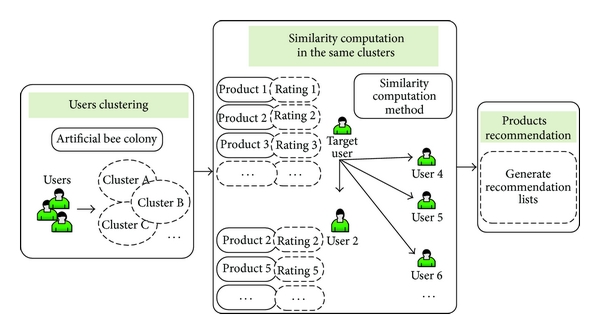 Users clustering
Artificial bee colony
Users
Cluster A
Cluster B
Cluster C
...
Similarity computation
in the same clusters
Product 1 Rating 1
Product 2 Rating 2
Product 3 Rating 3
... ...
Similarity
computation
method
Target
user
User 4
User 5
User 2
User 6
...
Product 2 Rating 2
Product 5 Rating 5
... ...
Products
recommendation
Generate
recommendation
lists